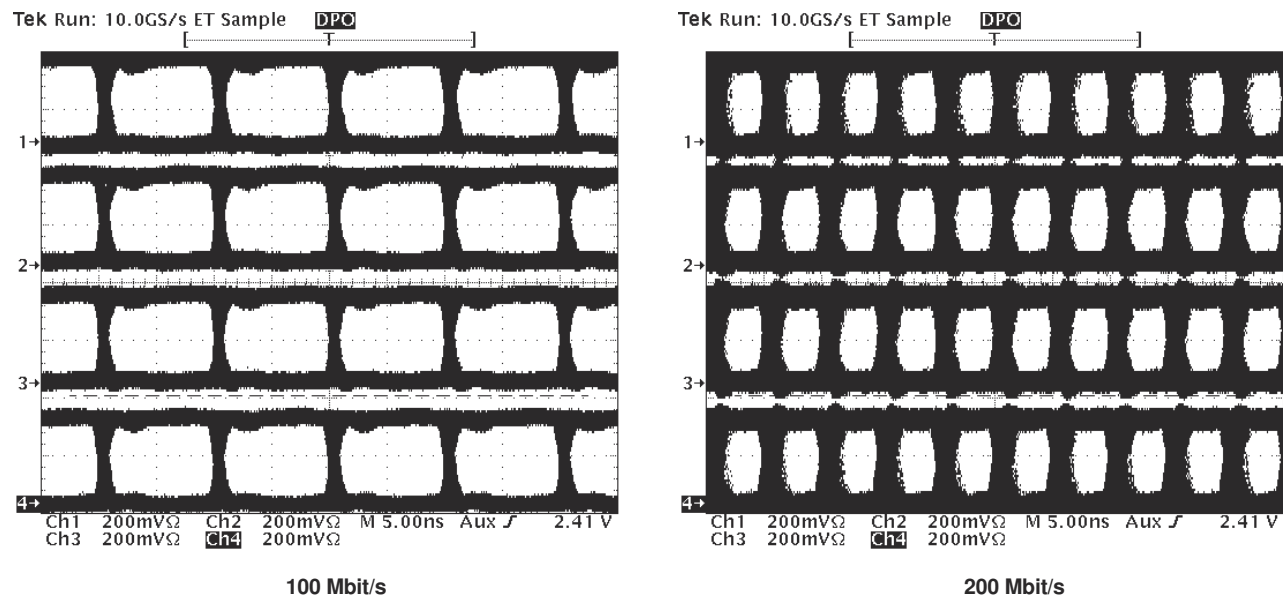 Tek Run: 10.0GS/s ET Sample DPO
[ T ]
1→
2→
3→
4→
Ch1 200mVΩ Ch2 200mVΩ M 5.00ns Aux ƒ 2.41 V
Ch3 200mVΩ Ch4 200mVΩ
100 Mbit/s
Tek Run: 10.0GS/s ET Sample DPO
[ T ]
1→
2→
3→
4→
Ch1 200mVΩ Ch2 200mVΩ M 5.00ns Aux ƒ 2.41 V
Ch3 200mVΩ Ch4 200mVΩ
200 Mbit/s